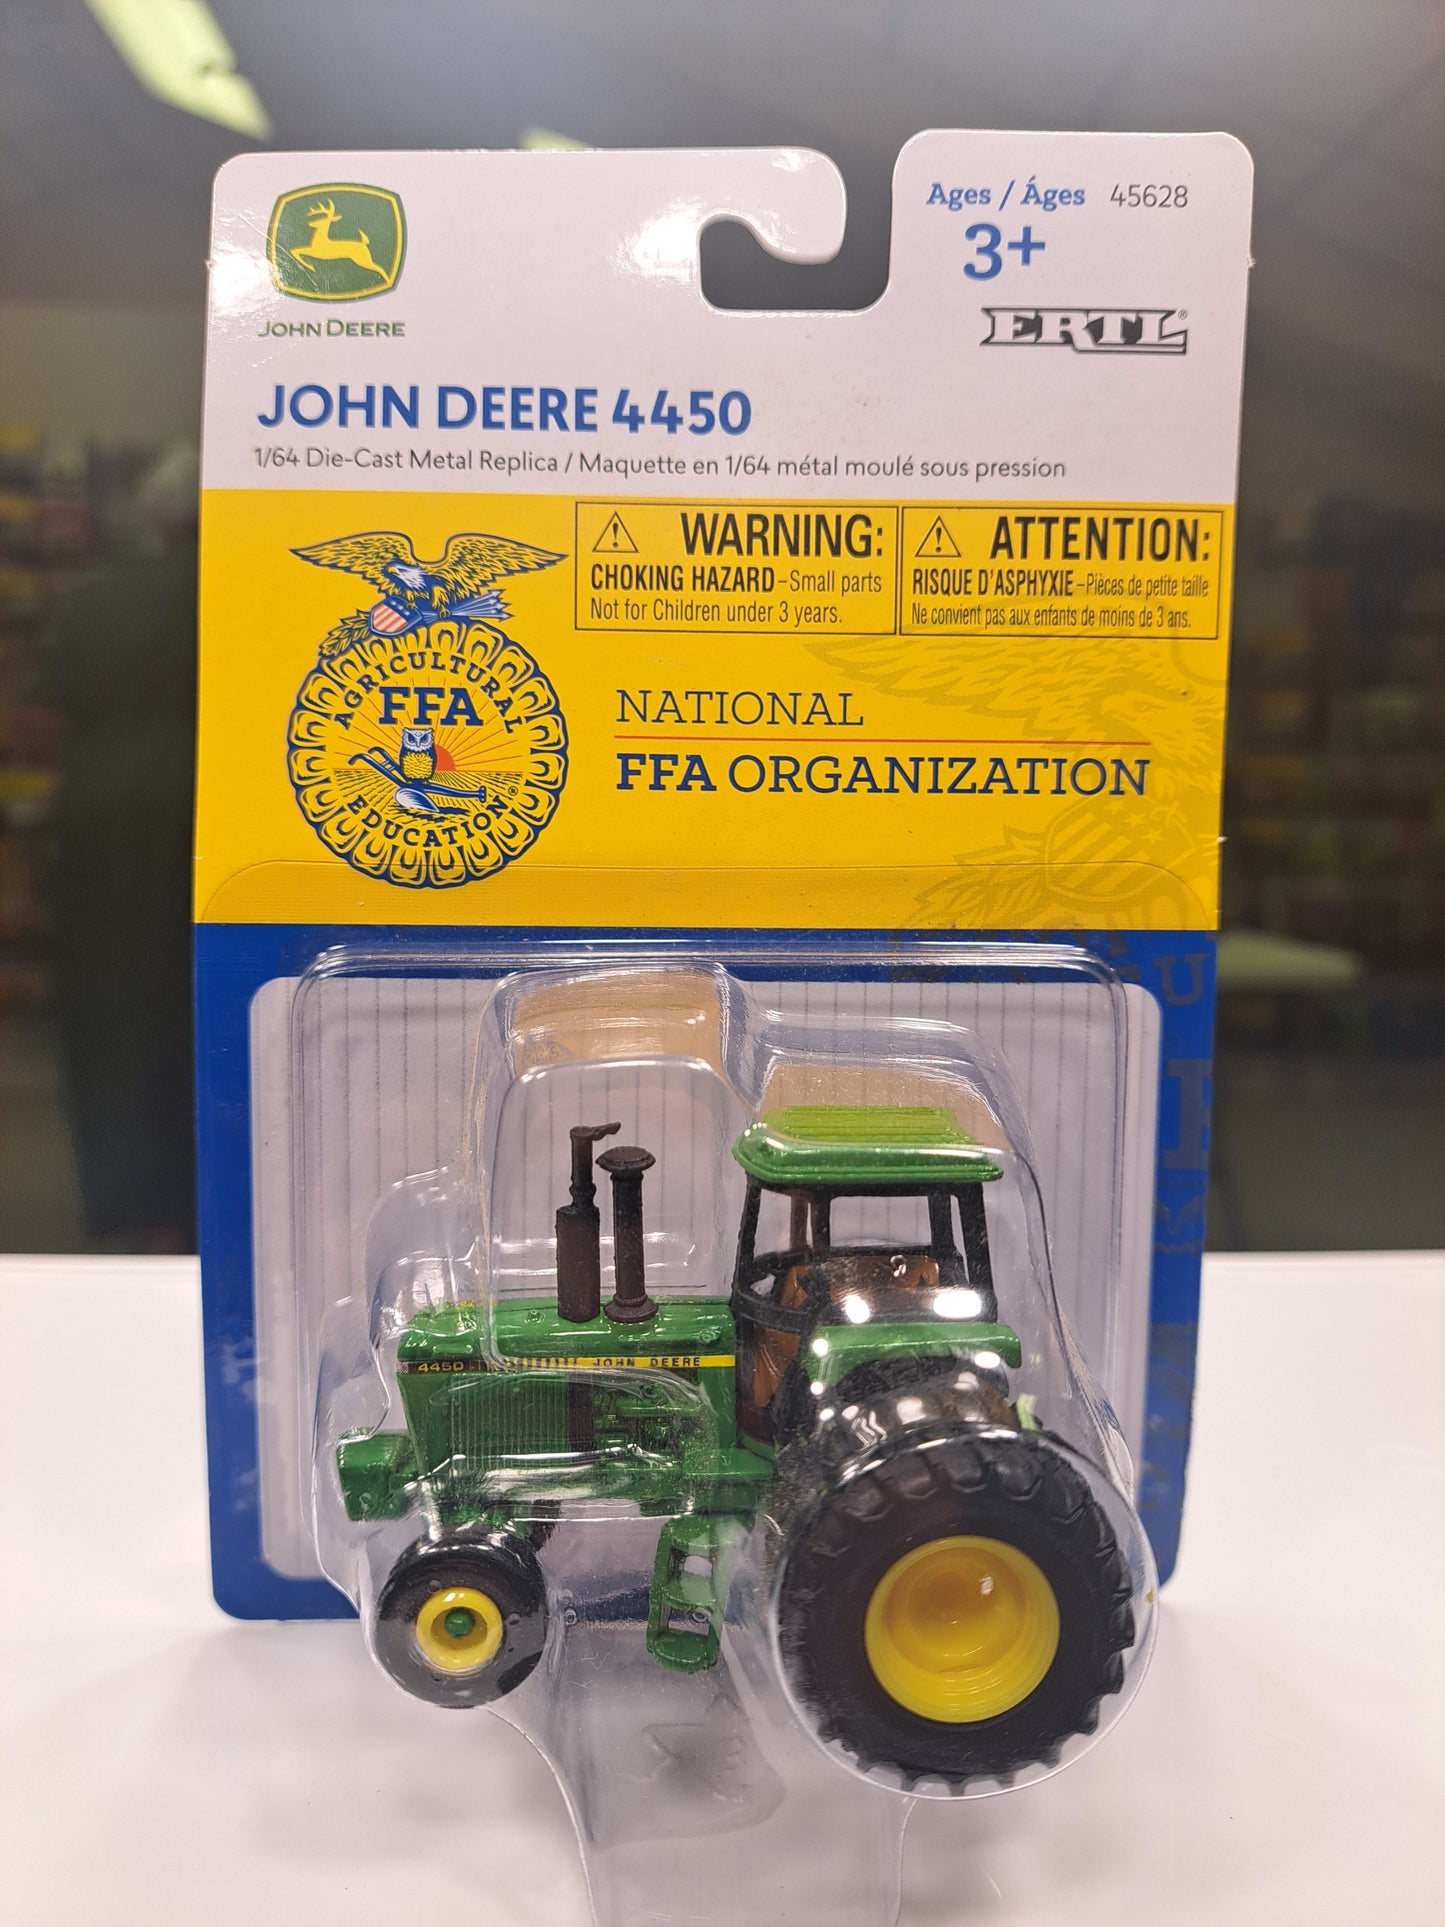 JOHN DEERE
Ages / Áges 45628
3+
ERTL®
JOHN DEERE 4450
1/64 Die-Cast Metal Replica / Maquette en 1/64 métal moulé sous pression
WARNING:
CHOKING HAZARD–Small parts
Not for Children under 3 years.
ATTENTION:
RISQUE D'ASPHYXIE–Pièces de petite taille
Ne convient pas aux enfants de moins de 3 ans.
AGRICULTURAL
FFA
EDUCATION®
NATIONAL
FFA ORGANIZATION
4450
JOHN DEERE